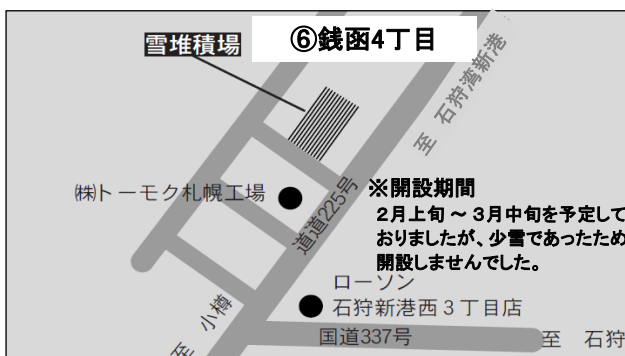 ⑥銭函4丁目
雪堆積場
至 石狩湾新港
㈱トーモク札幌工場
道道225号
※開設期間
2月上旬 ~ 3月中旬を予定して
おりましたが、少雪であったため
開設しませんでした。
ローソン
石狩新港西3丁目店
至 小樽
国道337号
至 石狩